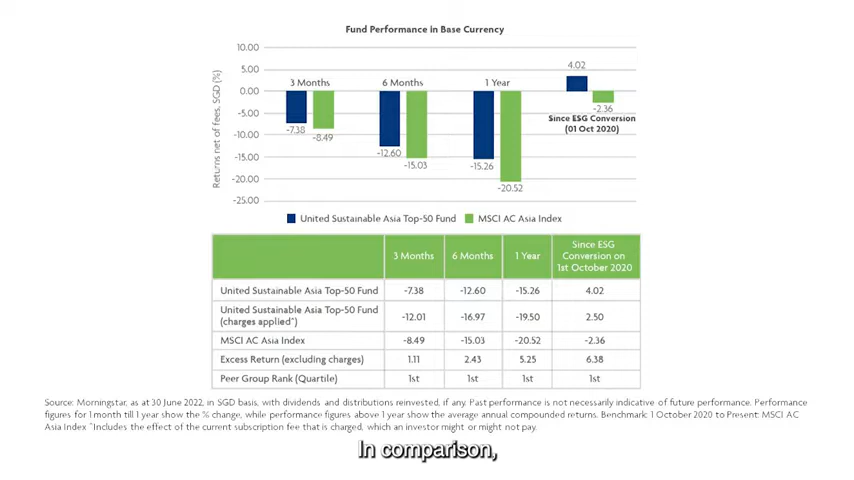 Fund Performance in Base Currency
10.00
5.00
0.00
-5.00
-10.00
-15.00
-20.00
-25.00
Returns net of fees, SGD (%)
3 Months
6 Months
1 Year
4.02
-2.36
Since ESG Conversion
(01 Oct 2020)
-7.38
-8.49
-12.60
-15.03
-15.26
-20.52
United Sustainable Asia Top-50 Fund MSCI AC Asia Index
3 Months 6 Months 1 Year Since ESG Conversion on 1st October 2020
United Sustainable Asia Top-50 Fund -7.38 -12.60 -15.26 4.02
United Sustainable Asia Top-50 Fund (charges applied^) -12.01 -16.97 -19.50 2.50
MSCI AC Asia Index -8.49 -15.03 -20.52 -2.36
Excess Return (excluding charges) 1.11 2.43 5.25 6.38
Peer Group Rank (Quartile) 1st 1st 1st 1st
Source: Morningstar, as at 30 June 2022, in SGD basis, with dividends and distributions reinvested, if any. Past performance is not necessarily indicative of future performance. Performance
figures for 1 month till 1 year show the % change, while performance figures above 1 year show the average annual compounded returns. Benchmark: 1 October 2020 to Present: MSCI AC
Asia Index ^Includes the effect of the current subscription fee that is charged, which an investor might or might not pay.
In comparison,